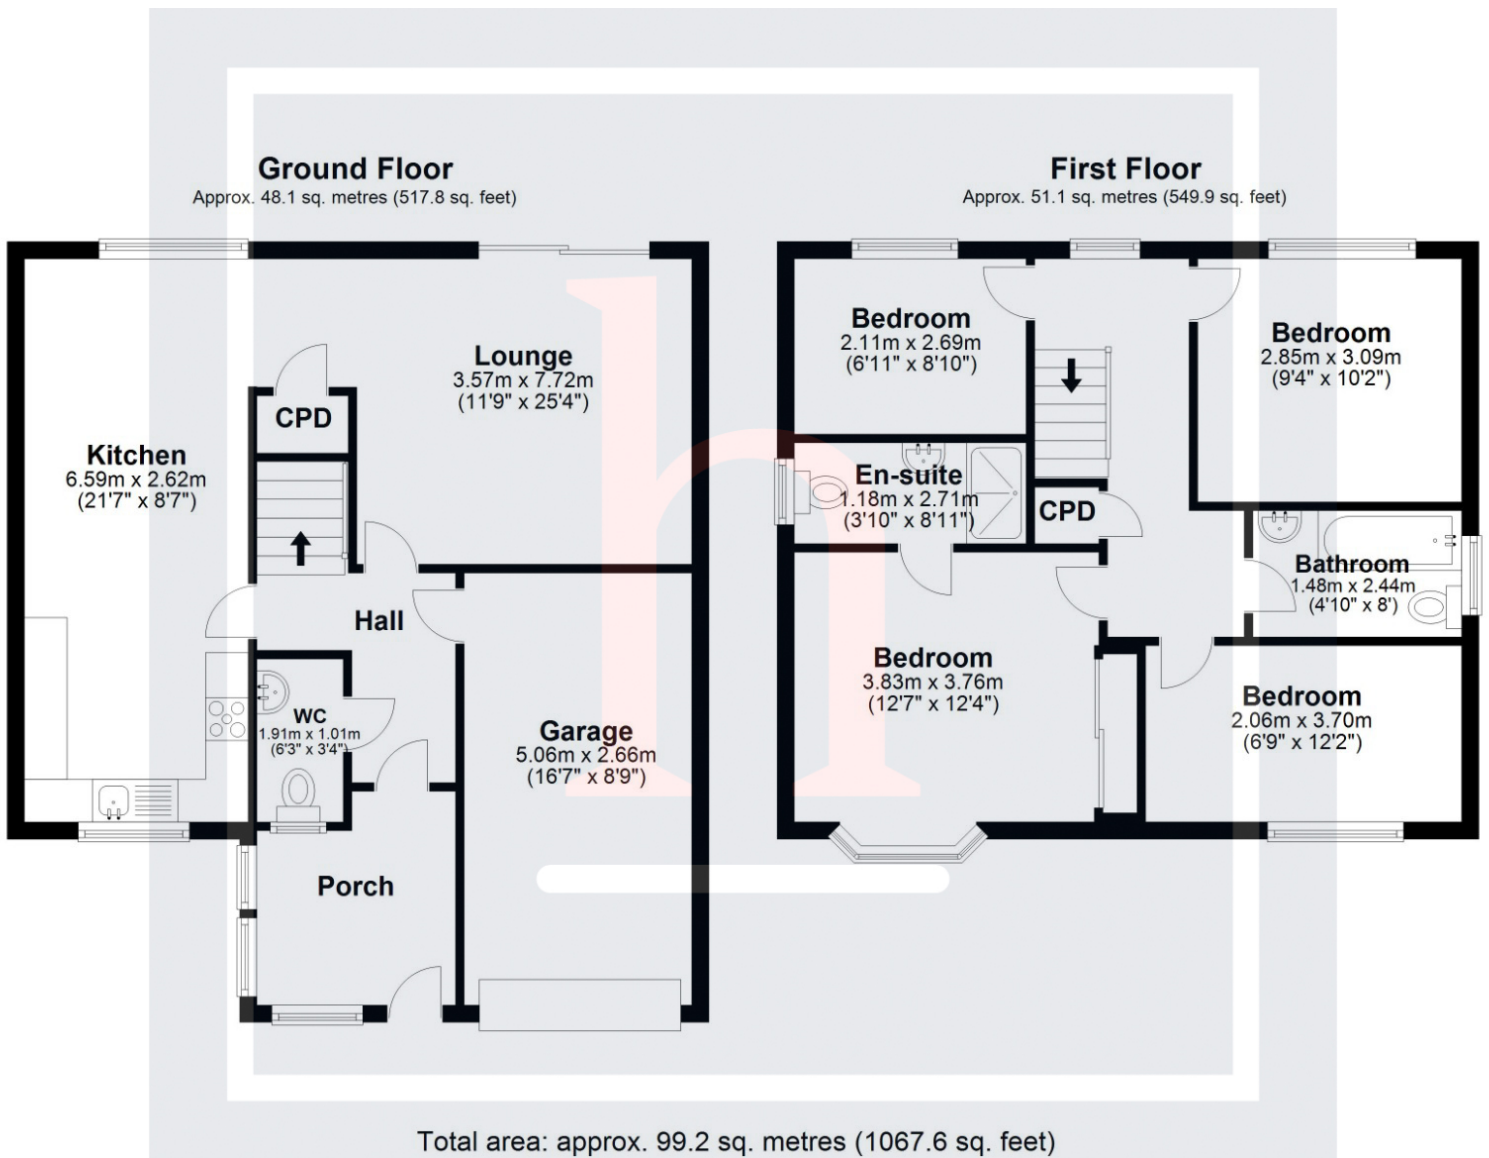 Ground Floor
Approx. 48.1 sq. metres (517.8 sq. feet)
Kitchen
6.59m x 2.62m
(21'7" x 8'7")
CPD
Lounge
3.57m x 7.72m
(11'9" x 25'4")
Hall
WC
1.91m x 1.01m
(6'3" x 3'4")
Garage
5.06m x 2.66m
(16'7" x 8'9")
Porch
First Floor
Approx. 51.1 sq. metres (549.9 sq. feet)
Bedroom
2.11m x 2.69m
(6'11" x 8'10")
Bedroom
2.85m x 3.09m
(9'4" x 10'2")
En-suite
1.18m x 2.71m
(3'10" x 8'11")
CPD
Bathroom
1.48m x 2.44m
(4'10" x 8')
Bedroom
3.83m x 3.76m
(12'7" x 12'4")
Bedroom
2.06m x 3.70m
(6'9" x 12'2")
h
Total area: approx. 99.2 sq. metres (1067.6 sq. feet)